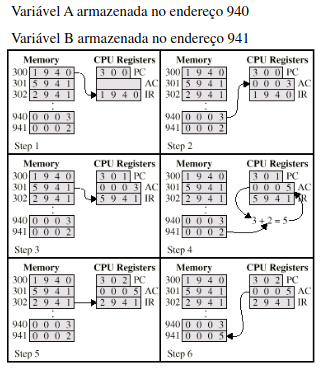 Variável A armazenada no endereço 940
Variável B armazenada no endereço 941
Memory CPU Registers
300 1 9 4 0 3 0 0 PC
301 5 9 4 1 AC
302 2 9 4 1 1 9 4 0 IR
940 0 0 0 3
941 0 0 0 2
Step 1
Memory CPU Registers
300 1 9 4 0 3 0 0 PC
301 5 9 4 1 0 0 0 3 AC
302 2 9 4 1 1 9 4 0 IR
940 0 0 0 3
941 0 0 0 2
Step 2
Memory CPU Registers
300 1 9 4 0 3 0 1 PC
301 5 9 4 1 0 0 0 3 AC
302 2 9 4 1 5 9 4 1 IR
940 0 0 0 3
941 0 0 0 2
Step 3
Memory CPU Registers
300 1 9 4 0 3 0 1 PC
301 5 9 4 1 0 0 0 5 AC
302 2 9 4 1 5 9 4 1 IR
940 0 0 0 3 3 + 2 = 5
941 0 0 0 2
Step 4
Memory CPU Registers
300 1 9 4 0 3 0 2 PC
301 5 9 4 1 0 0 0 5 AC
302 2 9 4 1 2 9 4 1 IR
940 0 0 0 3
941 0 0 0 2
Step 5
Memory CPU Registers
300 1 9 4 0 3 0 2 PC
301 5 9 4 1 0 0 0 5 AC
302 2 9 4 1 2 9 4 1 IR
940 0 0 0 3
941 0 0 0 5
Step 6